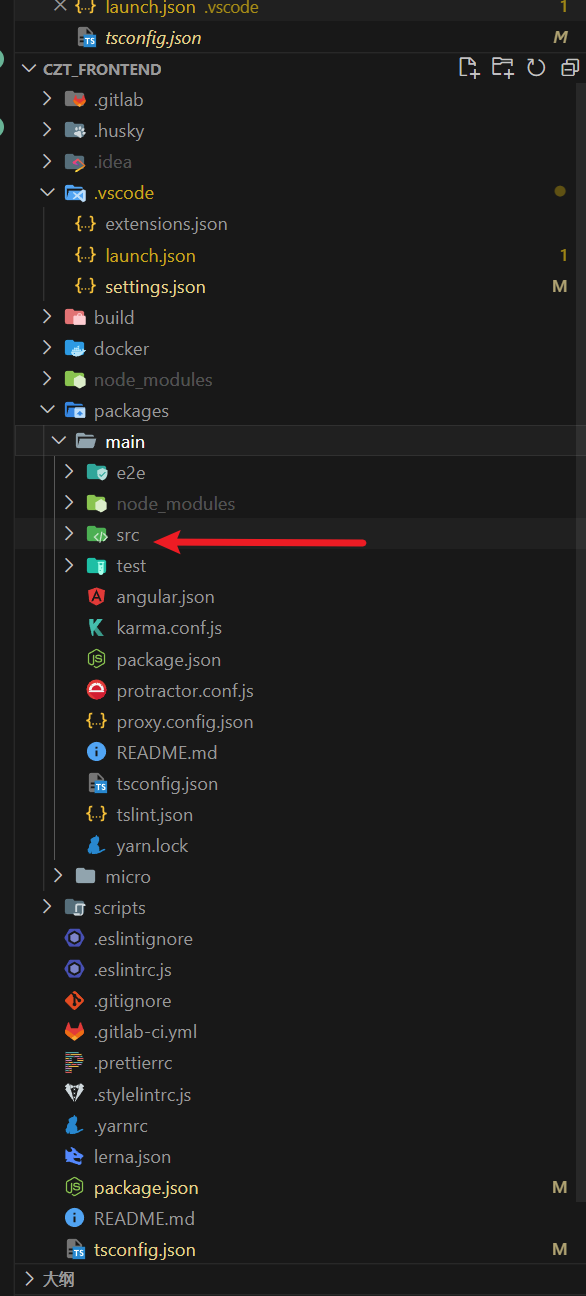 launch.json .vscode 1
tsconfig.json M
CZT_FRONTEND
.gitlab
.husky
.idea
.vscode
extensions.json
launch.json 1
settings.json M
build
docker
node_modules
packages
main
e2e
node_modules
src
test
angular.json
karma.conf.js
package.json
protractor.conf.js
proxy.config.json
README.md
tsconfig.json
tslint.json
yarn.lock
micro
scripts
.eslintignore
.eslintrc.js
.gitignore
.gitlab-ci.yml
.prettierrc
.stylelintrc.js
.yarnrc
lerna.json
package.json M
README.md
tsconfig.json M
大纲